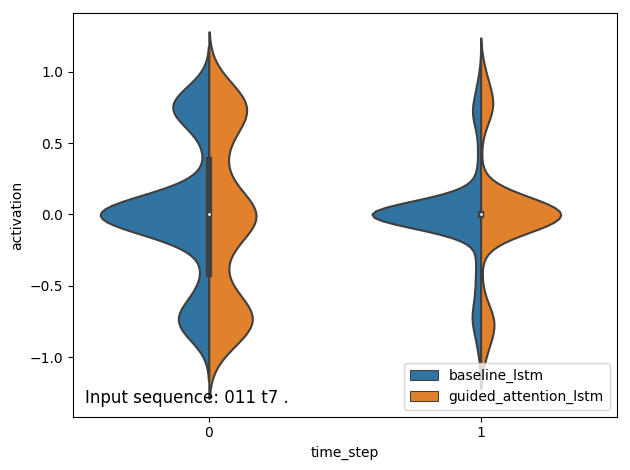 1.0
0.5
0.0
−0.5
−1.0
activation
Input sequence: 011 t7 .
baseline_lstm
guided_attention_lstm
0
1
time_step